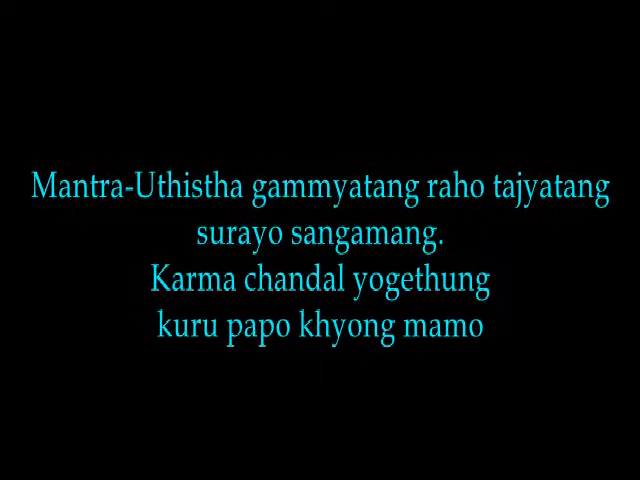 Mantra-Uthistha gammyatang raho tajyatang
surayo sangamang.
Karma chandal yogethung
kuru papo khyong mamo